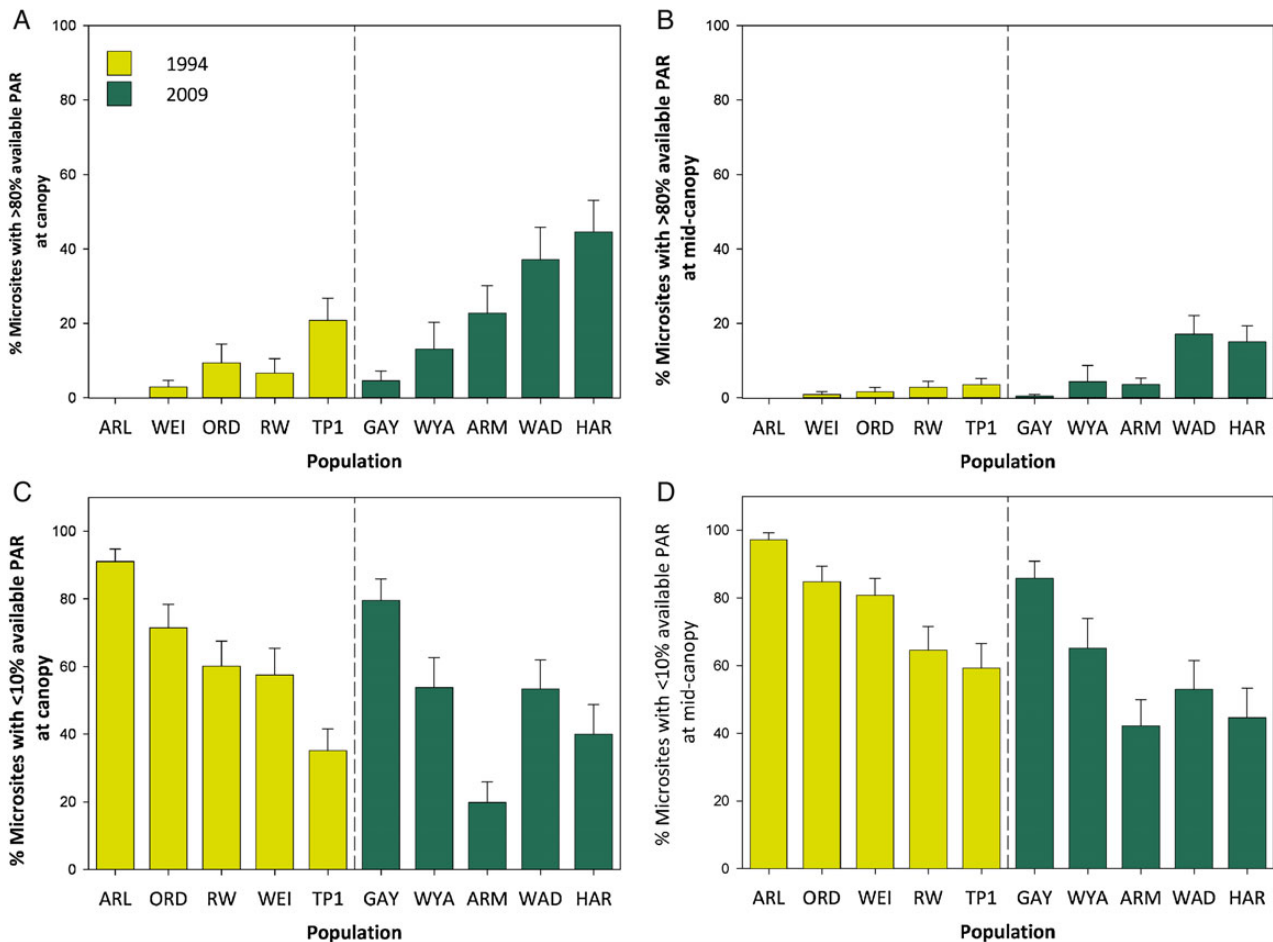 A
% Microsites with >80% available PAR
at canopy
100
80
60
40
20
0
1994
2009
ARL WEI ORD RW TP1 GAY WYA ARM WAD HAR
Population
B
% Microsites with >80% available PAR
at mid-canopy
100
80
60
40
20
0
ARL WEI ORD RW TP1 GAY WYA ARM WAD HAR
Population
C
% Microsites with <10% available PAR
at canopy
100
80
60
40
20
0
ARL ORD RW WEI TP1 GAY WYA ARM WAD HAR
Population
D
% Microsites with <10% available PAR
at mid-canopy
100
80
60
40
20
0
ARL ORD WEI RW TP1 GAY WYA ARM WAD HAR
Population